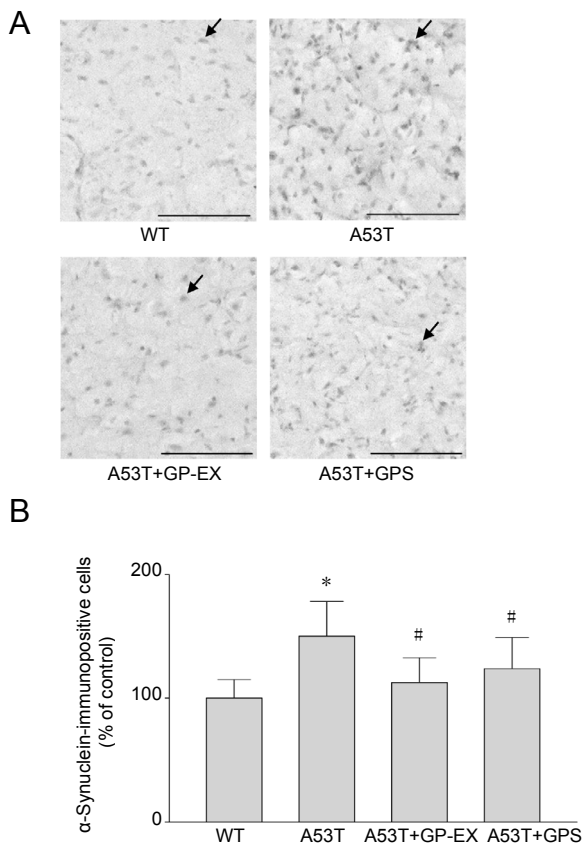 A
WT
A53T
A53T+GP-EX
A53T+GPS
B
α-Synuclein-immunopositive cells
(% of control)
200
100
0
*
#
#
WT
A53T
A53T+GP-EX
A53T+GPS